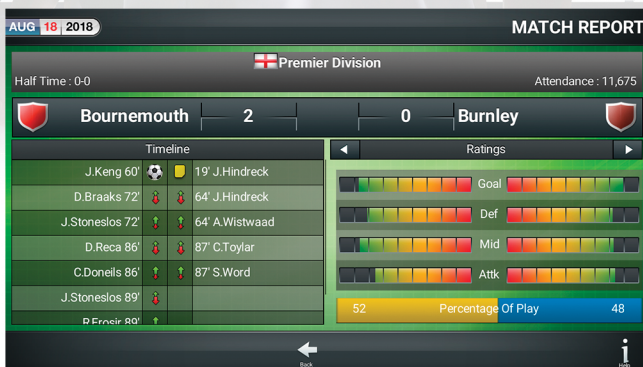 AUG 18 2018
MATCH REPORT
Premier Division
Half Time : 0-0
Attendance : 11,675
Bournemouth 2 0 Burnley
Timeline
Ratings
J.Keng 60' 19' J.Hindreck
D.Braaks 72' 64' J.Hindreck
J.Stoneslos 72' 64' A.Wistwaad
D.Reca 86' 87' C.Toylar
C.Doneils 86' 87' S.Word
J.Stoneslos 89'
R.Frosir 89'
Goal
Def
Mid
Attk
52 Percentage Of Play 48
Back
Help